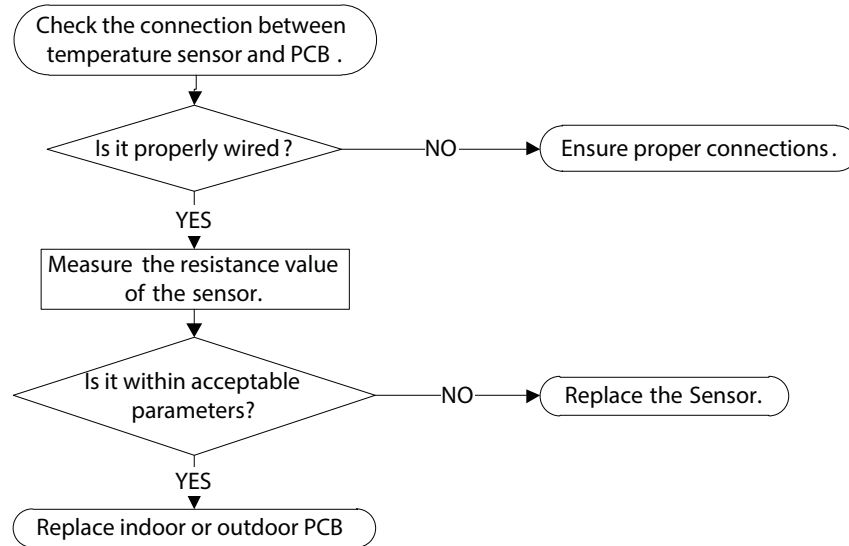 Check the connection between
temperature sensor and PCB .
Is it properly wired ?
NO
Ensure proper connections .
YES
Measure the resistance value
of the sensor.
Is it within acceptable
parameters?
NO
Replace the Sensor.
YES
Replace indoor or outdoor PCB